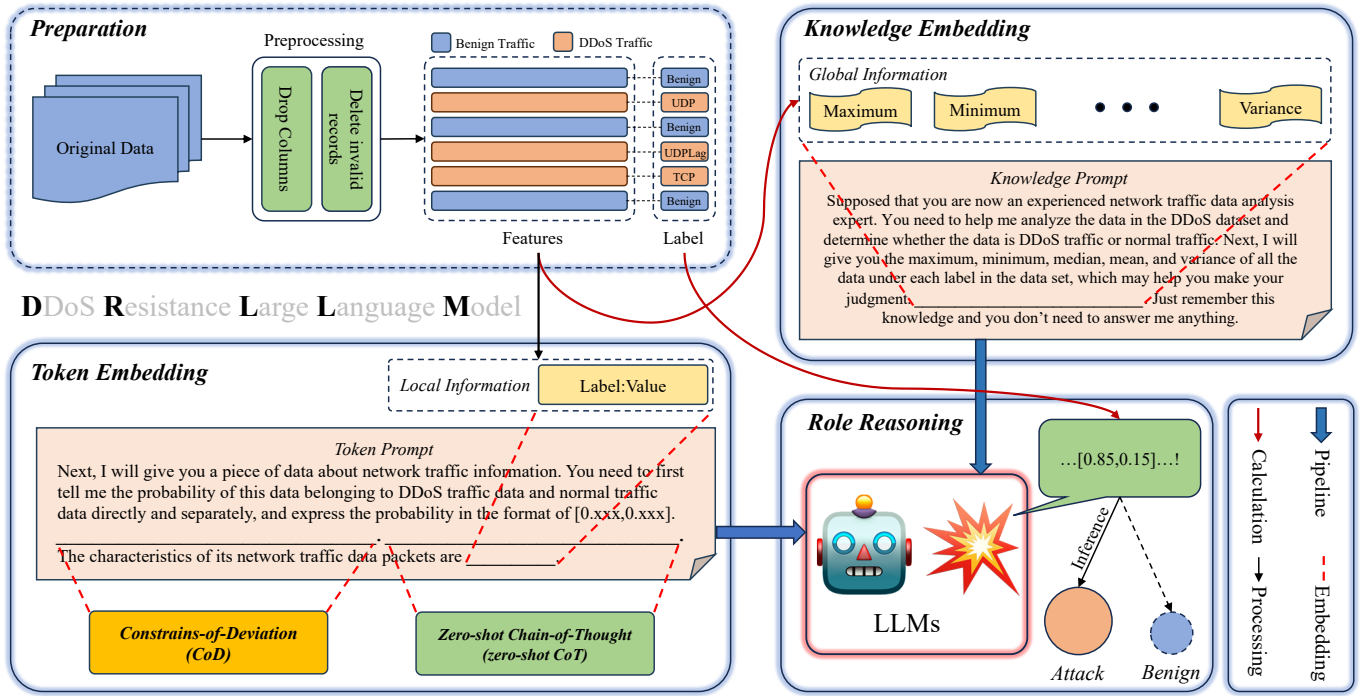 Preparation
Preprocessing
Benign Traffic
DDoS Traffic
Original Data
Drop Columns
Delete invalid
records
Benign
UDP
Benign
UDPLag
TCP
Benign
Features
Label
Knowledge Embedding
Global Information
Maximum
Minimum
• • •
Variance
Knowledge Prompt
Supposed that you are now an experienced network traffic data analysis
expert. You need to help me analyze the data in the DDoS dataset and
determine whether the data is DDoS traffic or normal traffic. Next, I will
give you the maximum, minimum, median, mean, and variance of all the
data under each label in the data set, which may help you make your
judgment. ____________________. Just remember this
knowledge and you don't need to answer me anything.
DDoS Resistance Large Language Model
Token Embedding
Local Information
Label:Value
Token Prompt
Next, I will give you a piece of data about network traffic information. You need to first
tell me the probability of this data belonging to DDoS traffic data and normal traffic
data directly and separately, and express the probability in the format of [0.xxx,0.xxx].
____________________. ____________________.
The characteristics of its network traffic data packets are __________
Constrains-of-Deviation
(CoD)
Zero-shot Chain-of-Thought
(zero-shot CoT)
Role Reasoning
LLMs
…[0.85,0.15]…!
Inference
Attack
Benign
Calculation
Pipeline
Processing
Embedding